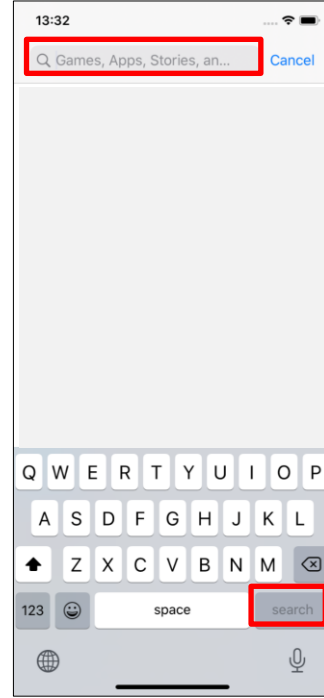 13:32
Games, Apps, Stories, an...
Cancel
Q W E R T Y U I O P
A S D F G H J K L
Z X C V B N M
123
space
search